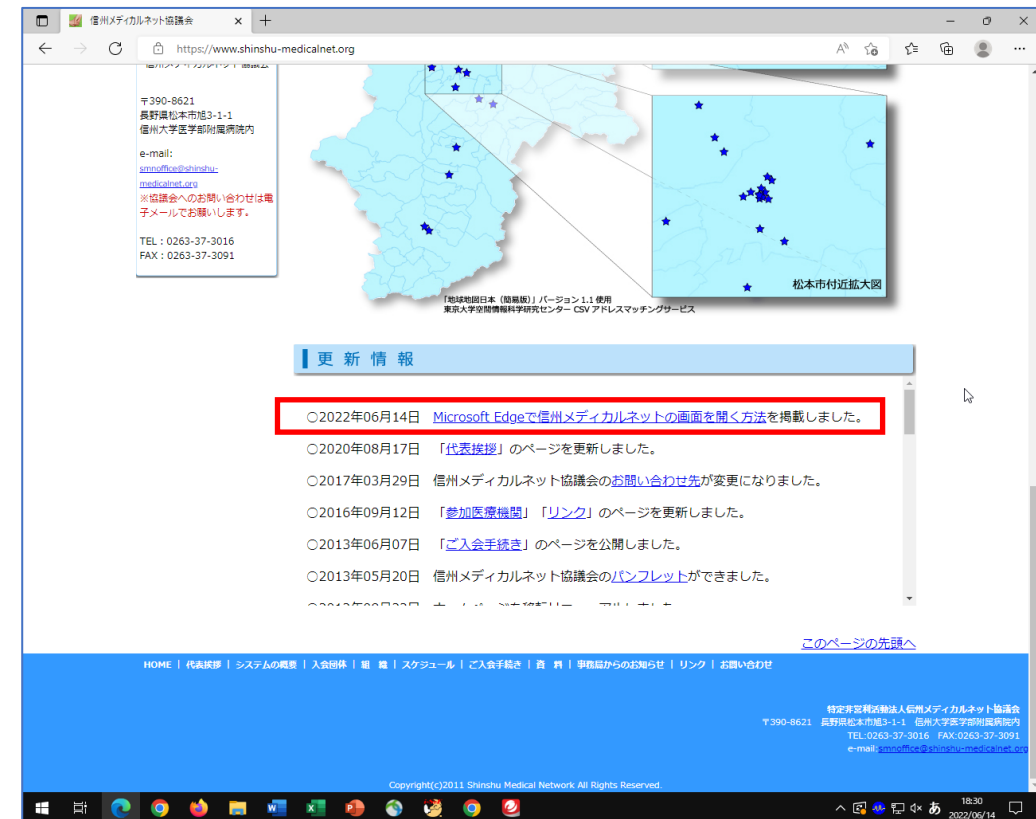 信州メディカルネット協議会
https://www.shinshu-medicalnet.org
信州メディカルネット協議会
〒390-8621
長野県松本市旭3-1-1
信州大学医学部附属病院内
e-mail:
smnoffice@shinshu-
medicalnet.org
※協議会へのお問い合わせは電
子メールでお願いします。
TEL : 0263-37-3016
FAX : 0263-37-3091
松本市付近拡大図
「地球地図日本(簡易版)」バージョン 1.1 使用
東京大学空間情報科学研究センター CSV アドレスマッチングサービス
更新情報
○2022年06月14日 Microsoft Edgeで信州メディカルネットの画面を開く方法を掲載しました。
○2020年08月17日 「代表挨拶」のページを更新しました。
○2017年03月29日 信州メディカルネット協議会のお問い合わせ先が変更になりました。
○2016年09月12日 「参加医療機関」「リンク」のページを更新しました。
○2013年06月07日 「ご入会手続き」のページを公開しました。
○2013年05月20日 信州メディカルネット協議会のパンフレットができました。
このページの先頭へ
HOME | 代表挨拶 | システムの概要 | 入会団体 | 組 織 | スケジュール | ご入会手続き | 資 料 | 事務局からのお知らせ | リンク | お問い合わせ
特定非営利活動法人信州メディカルネット協議会
〒390-8621 長野県松本市旭3-1-1 信州大学医学部附属病院内
TEL:0263-37-3016 FAX:0263-37-3091
e-mail:smnoffice@shinshu-medicalnet.org
Copyright(c)2011 Shinshu Medical Network All Rights Reserved.
あ
18:30
2022/06/14